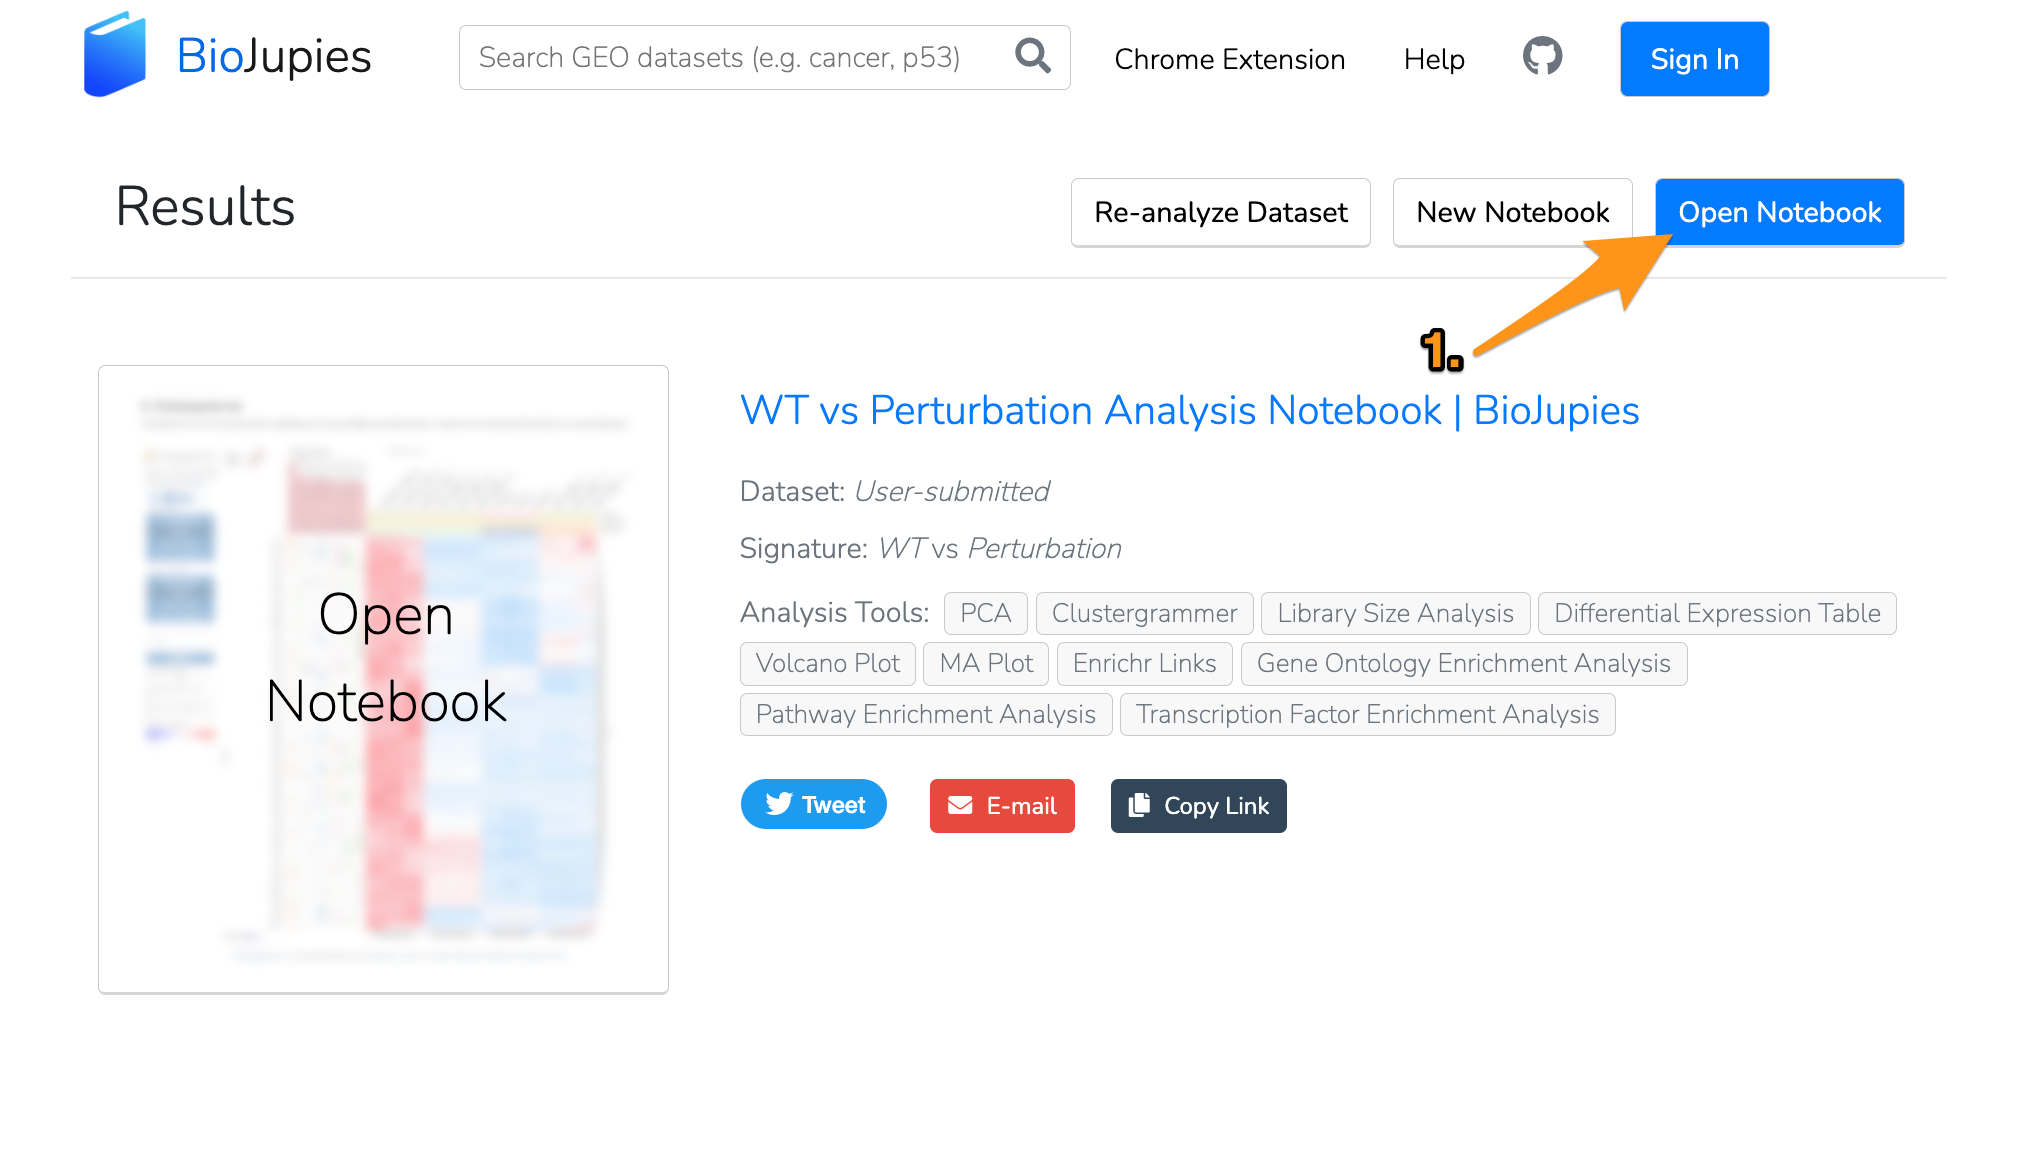 BioJupies
Search GEO datasets (e.g. cancer, p53)
Chrome Extension
Help
Sign In
Results
Re-analyze Dataset
New Notebook
Open Notebook
1.
Open
Notebook
WT vs Perturbation Analysis Notebook | BioJupies
Dataset: User-submitted
Signature: WT vs Perturbation
Analysis Tools: PCA Clustergrammer Library Size Analysis Differential Expression Table
Volcano Plot MA Plot Enrichr Links Gene Ontology Enrichment Analysis
Pathway Enrichment Analysis Transcription Factor Enrichment Analysis
Tweet
E-mail
Copy Link